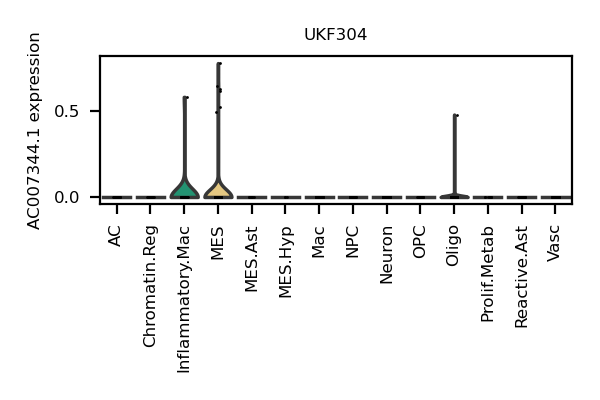 UKF304
AC007344.1 expression
0.5
0.0
AC
Chromatin.Reg
Inflammatory.Mac
MES
MES.Ast
MES.Hyp
Mac
NPC
Neuron
OPC
Oligo
Prolif.Metab
Reactive.Ast
Vasc